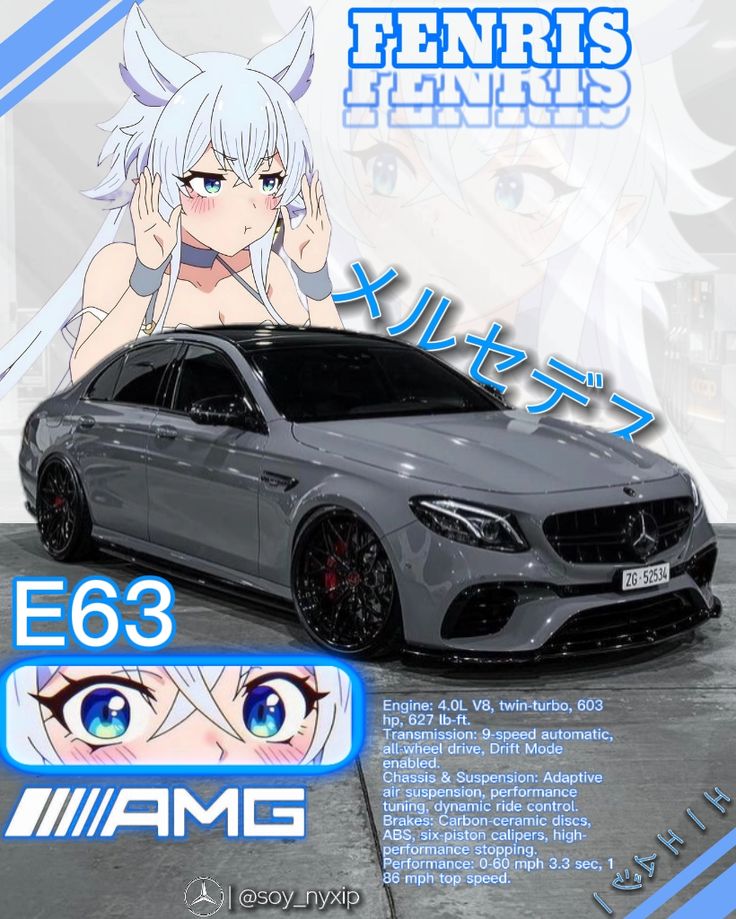 FENRIS
FENRIS
メルセデス
ZG·52534
E63
AMG
Engine: 4.0L V8, twin-turbo, 603
hp, 627 lb-ft.
Transmission: 9-speed automatic,
all-wheel drive, Drift Mode
enabled.
Chassis & Suspension: Adaptive
air suspension, performance
tuning, dynamic ride control.
Brakes: Carbon-ceramic discs,
ABS, six-piston calipers, high-
performance stopping.
Performance: 0-60 mph 3.3 sec, 1
86 mph top speed.
| @soy_nyxip